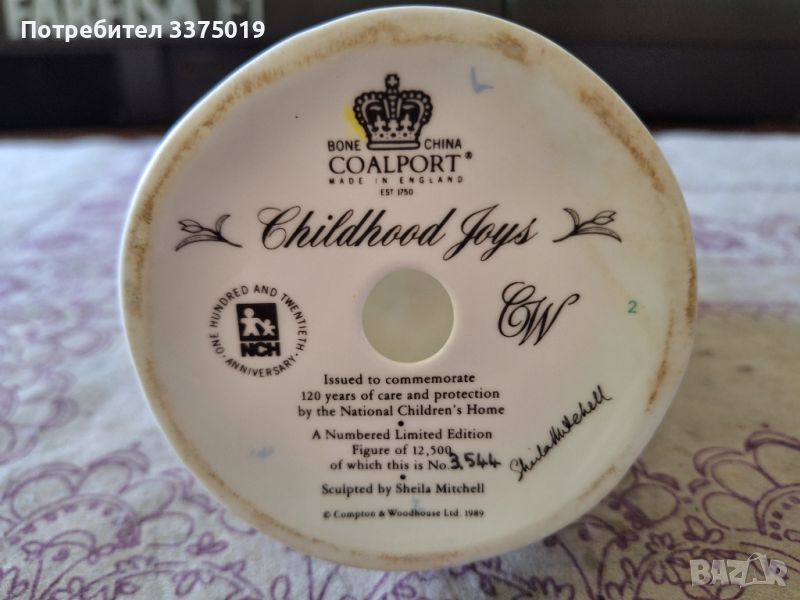 Потребител 3375019
FARFISA F1
BONE CHINA
COALPORT®
MADE IN ENGLAND
EST 1750
Childhood Joys
ONE HUNDRED AND TWENTIETH · ANNIVERSARY ·
NCH
CW
2
Issued to commemorate
120 years of care and protection
by the National Children's Home
•
A Numbered Limited Edition
Figure of 12,500
of which this is No. 3,544
•
Sculpted by Sheila Mitchell
Sheila Mitchell
© Compton & Woodhouse Ltd. 1989
BAZAR